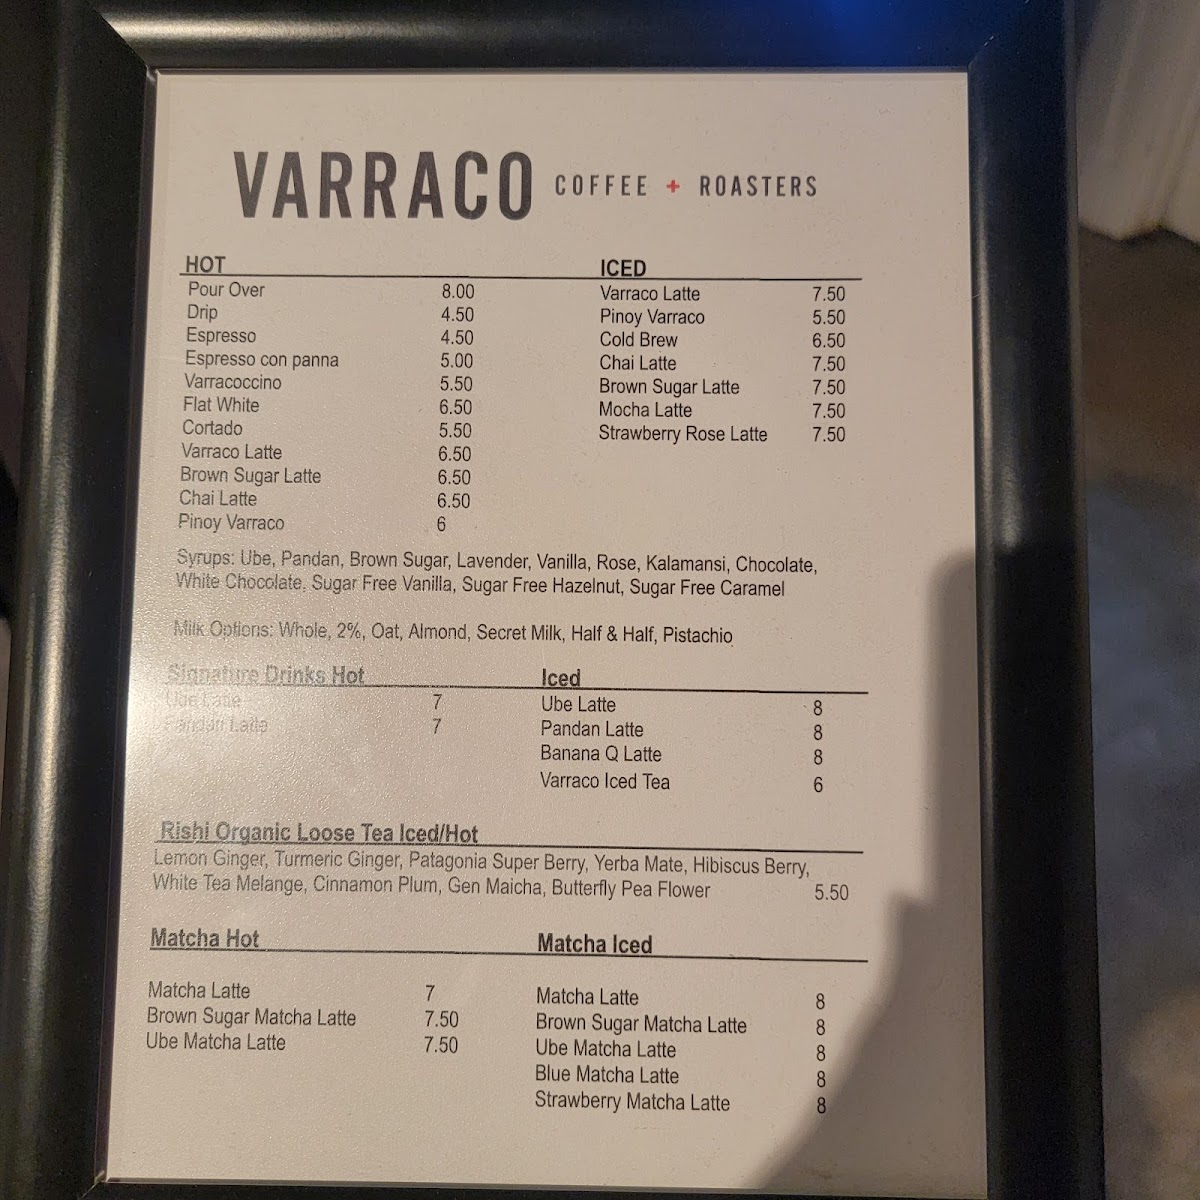 VARRACO COFFEE + ROASTERS
HOT
Pour Over 8.00
Drip 4.50
Espresso 4.50
Espresso con panna 5.00
Varracoccino 5.50
Flat White 6.50
Cortado 5.50
Varraco Latte 6.50
Brown Sugar Latte 6.50
Chai Latte 6.50
Pinoy Varraco 6
ICED
Varraco Latte 7.50
Pinoy Varraco 5.50
Cold Brew 6.50
Chai Latte 7.50
Brown Sugar Latte 7.50
Mocha Latte 7.50
Strawberry Rose Latte 7.50
Syrups: Ube, Pandan, Brown Sugar, Lavender, Vanilla, Rose, Kalamansi, Chocolate,
White Chocolate, Sugar Free Vanilla, Sugar Free Hazelnut, Sugar Free Caramel
Milk Options: Whole, 2%, Oat, Almond, Secret Milk, Half & Half, Pistachio
Signature Drinks Hot
Ube Latte 7
Pandan Latte 7
Iced
Ube Latte 8
Pandan Latte 8
Banana Q Latte 8
Varraco Iced Tea 6
Rishi Organic Loose Tea Iced/Hot
Lemon Ginger, Turmeric Ginger, Patagonia Super Berry, Yerba Mate, Hibiscus Berry,
White Tea Melange, Cinnamon Plum, Gen Maicha, Butterfly Pea Flower 5.50
Matcha Hot
Matcha Latte 7
Brown Sugar Matcha Latte 7.50
Ube Matcha Latte 7.50
Matcha Iced
Matcha Latte 8
Brown Sugar Matcha Latte 8
Ube Matcha Latte 8
Blue Matcha Latte 8
Strawberry Matcha Latte 8